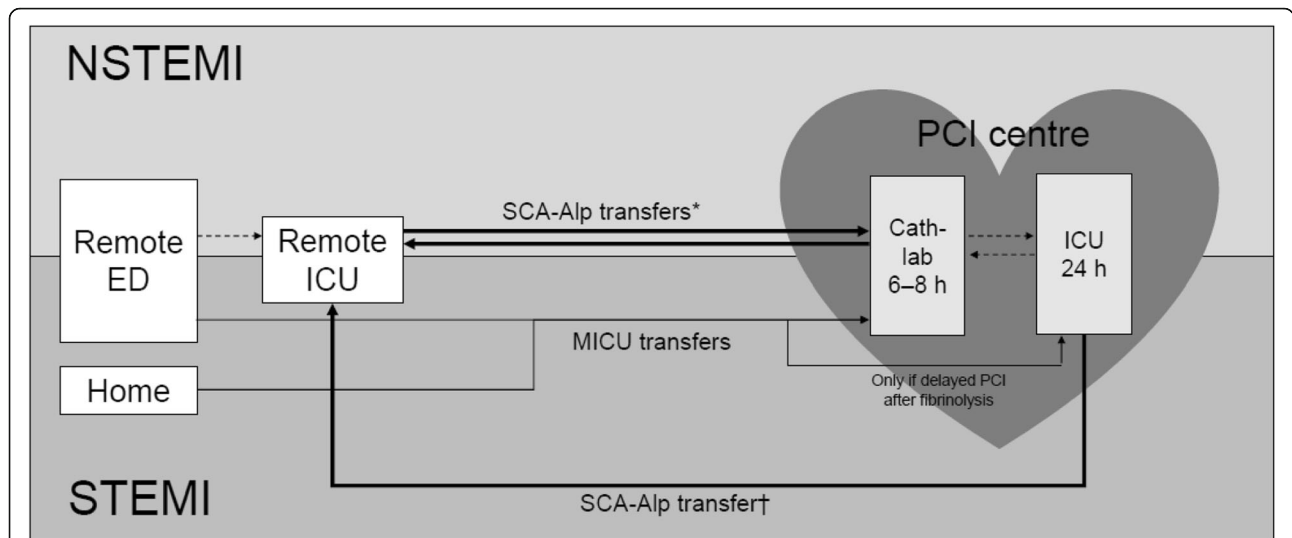 NSTEMI
PCI centre
Remote
ED
Remote
ICU
SCA-Alp transfers*
Cath-
lab
6–8 h
ICU
24 h
MICU transfers
Home
Only if delayed PCI
after fibrinolysis
STEMI
SCA-Alp transfer†